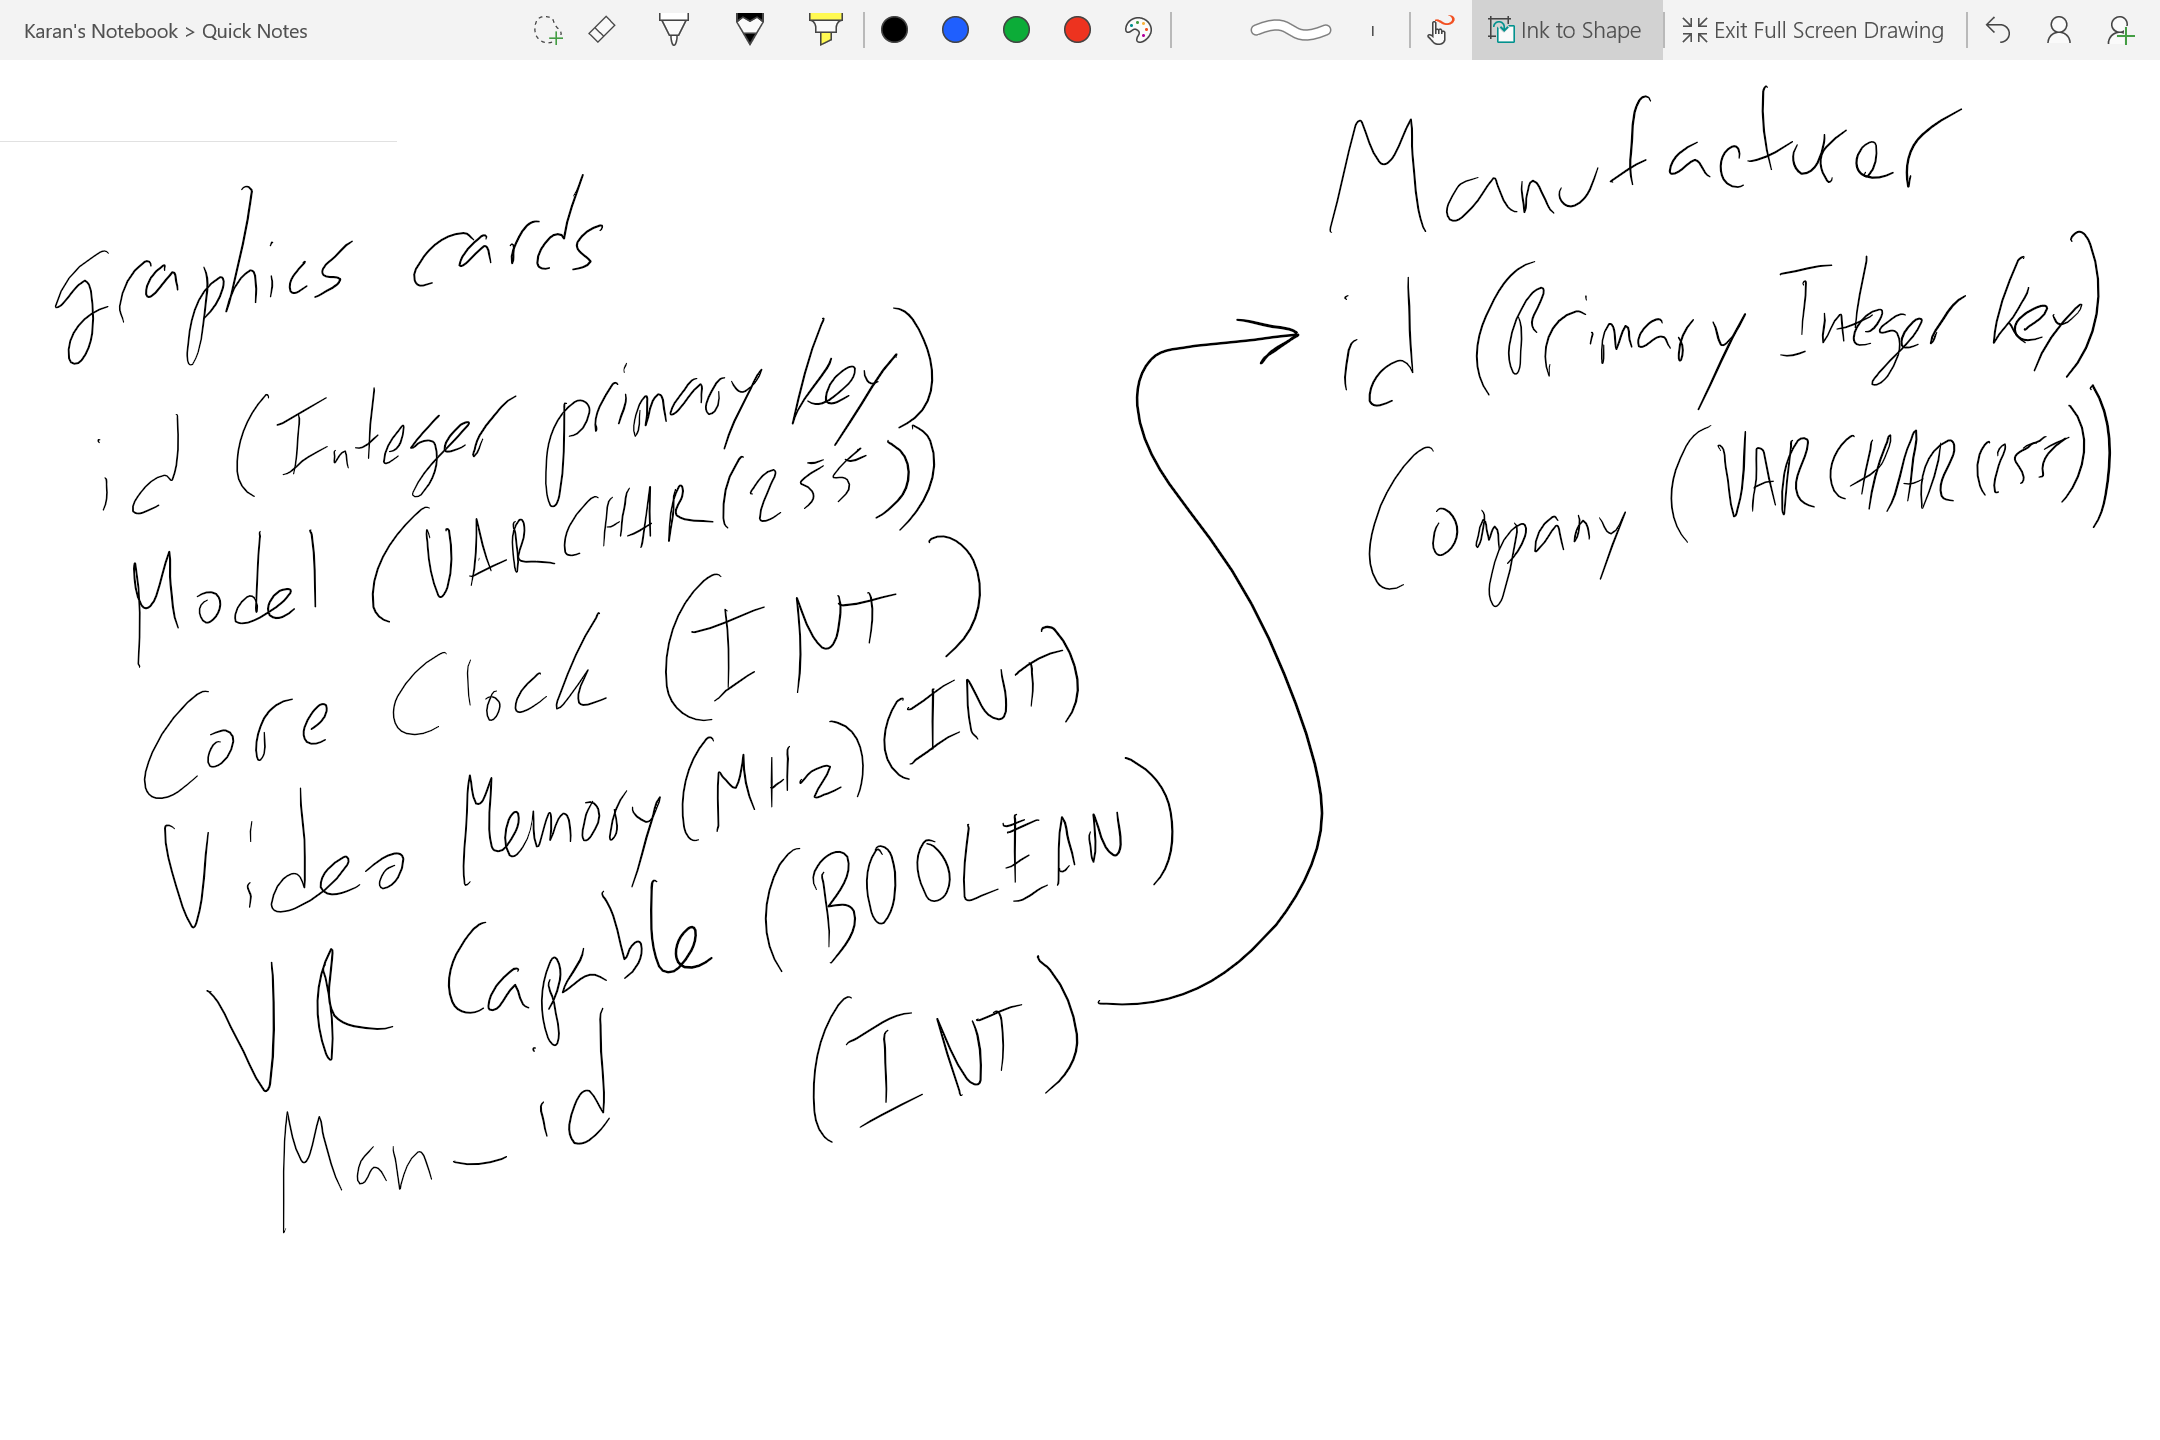 Karan's Notebook > Quick Notes
Ink to Shape
Exit Full Screen Drawing
graphics cards
id (Integer primary key)
Model (VARCHAR(255))
Core Clock (INT)
Video Memory (MHz) (INT)
VR Capable (BOOLEAN)
Man_id (INT)
Manufacturer
id (Primary Integer key)
Company (VARCHAR(255))